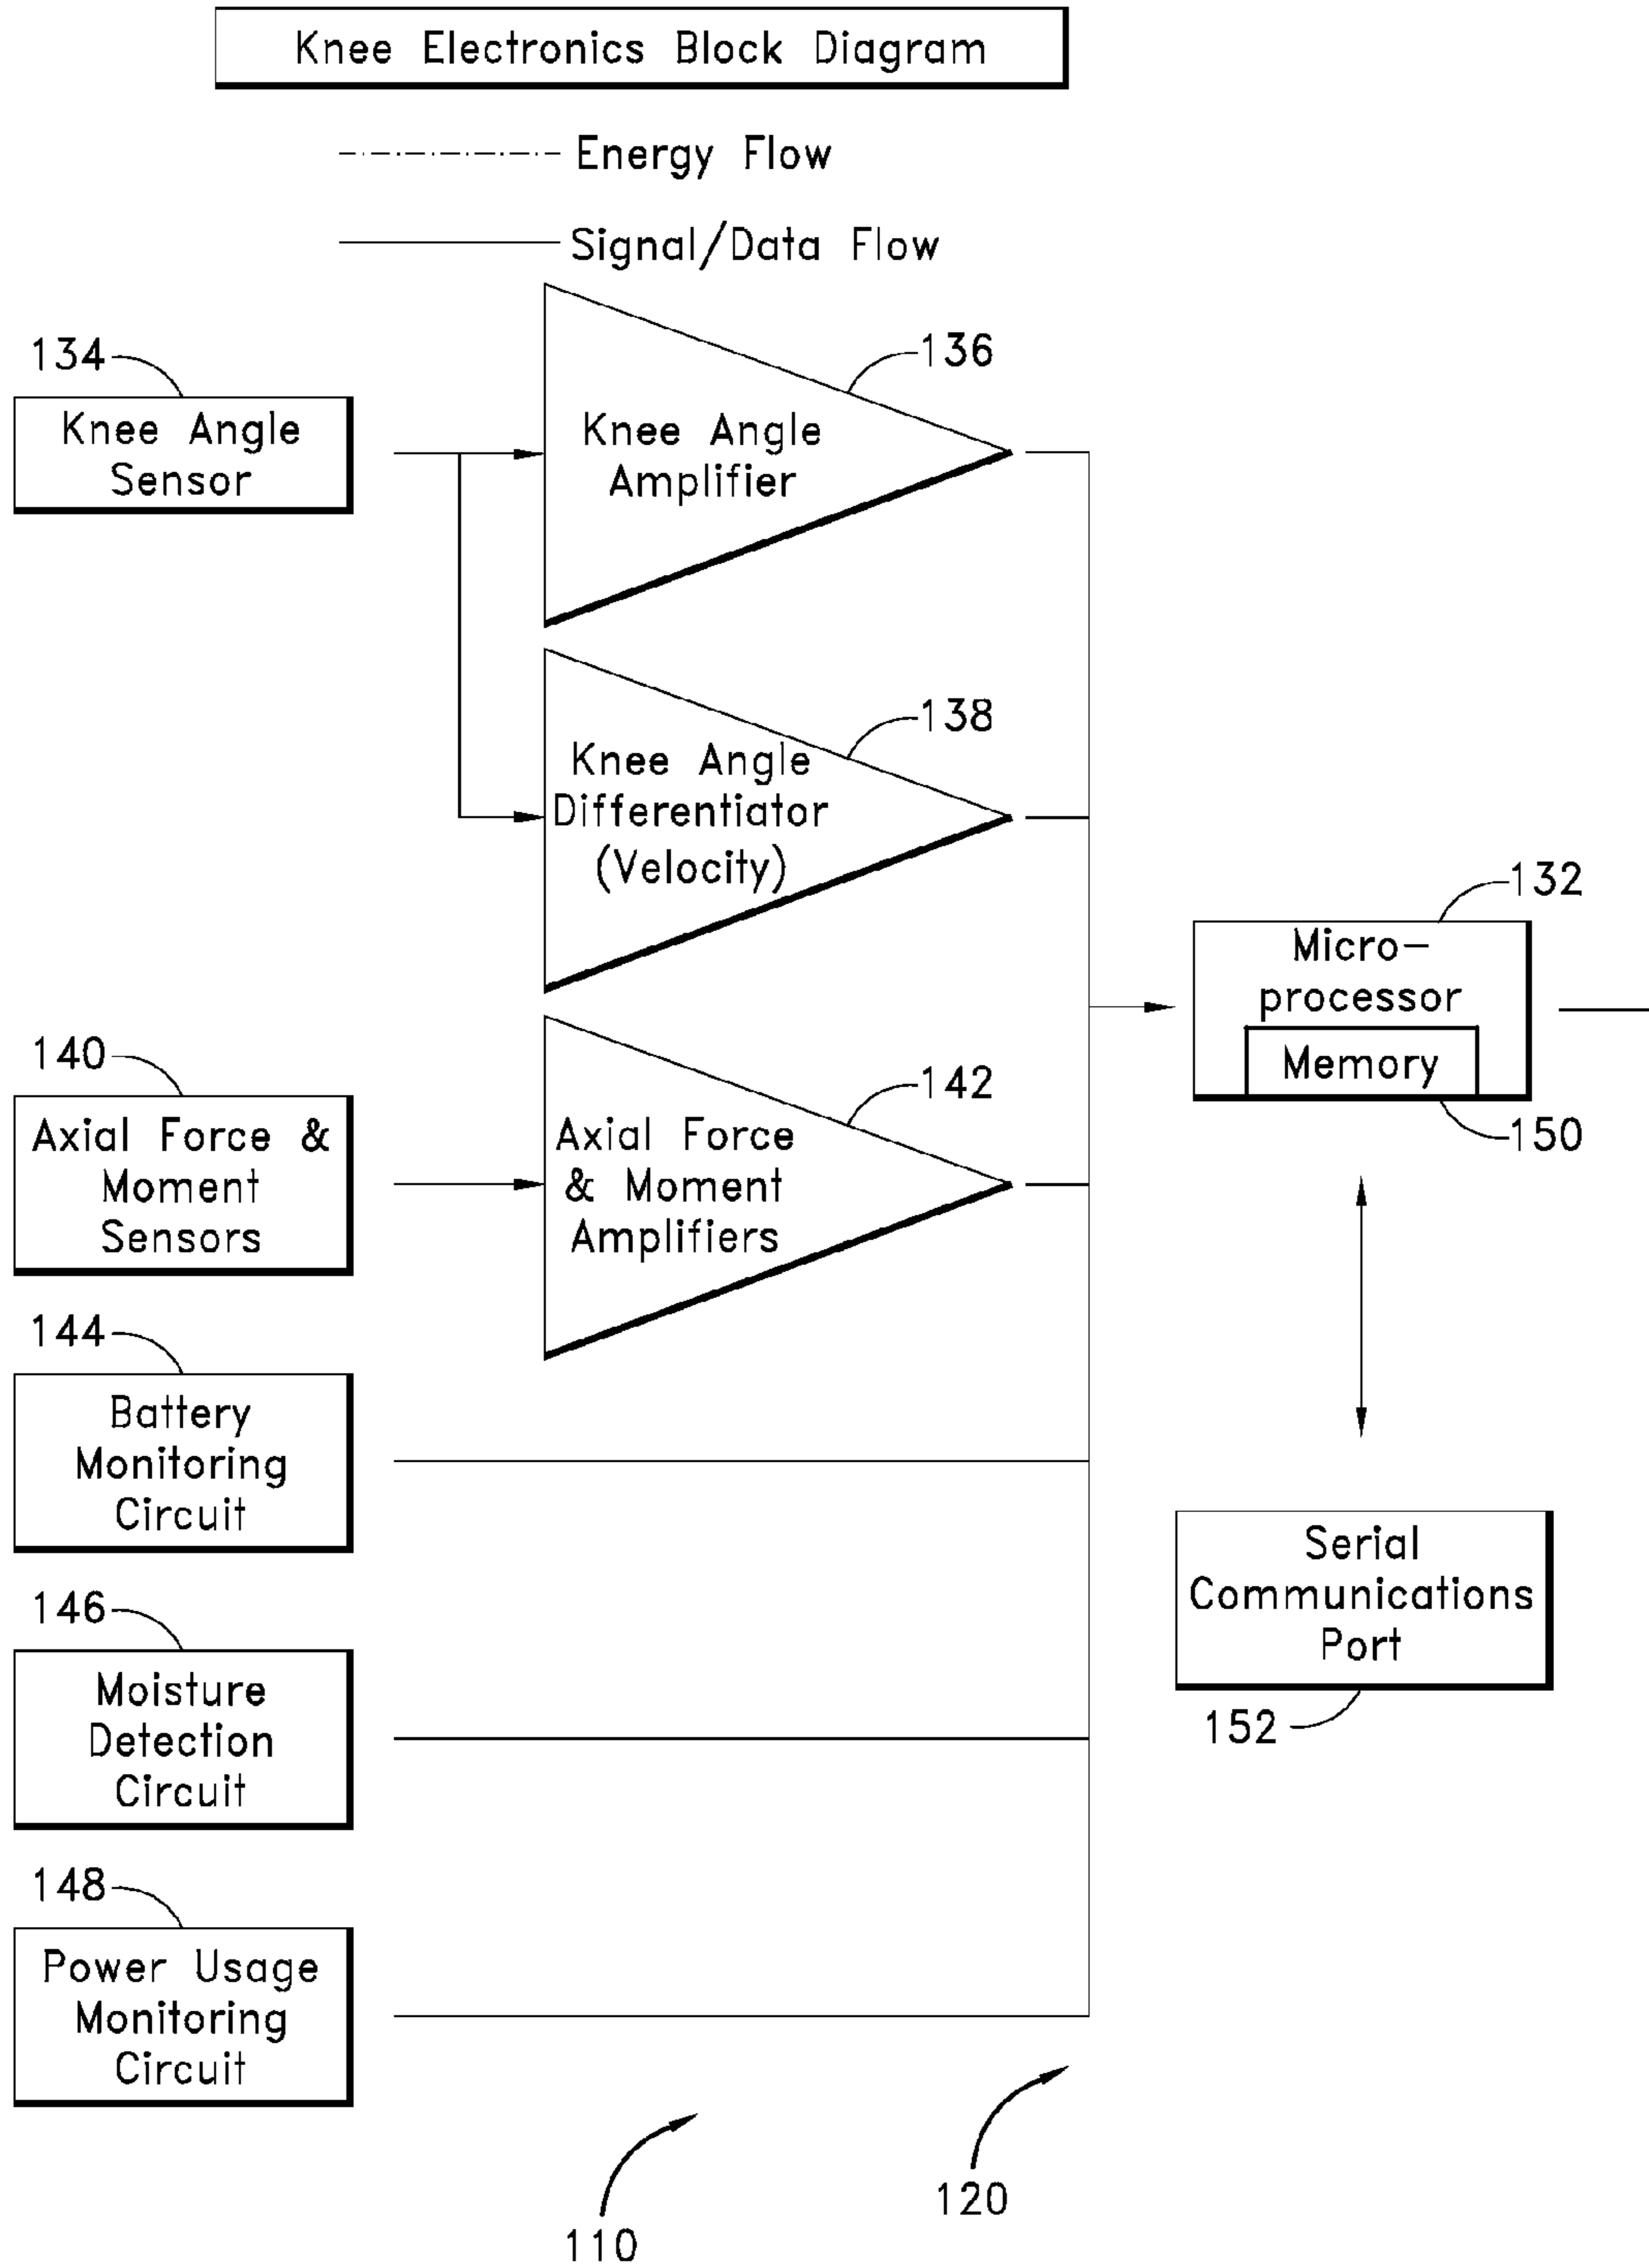 Knee Electronics Block Diagram
Energy Flow
Signal/Data Flow
134
Knee Angle
Sensor
136
Knee Angle
Amplifier
138
Knee Angle
Differentiator
(Velocity)
132
Micro-
processor
Memory
150
140
Axial Force &
Moment
Sensors
142
Axial Force
& Moment
Amplifiers
144
Battery
Monitoring
Circuit
146
Moisture
Detection
Circuit
Serial
Communications
Port
152
148
Power Usage
Monitoring
Circuit
110
120